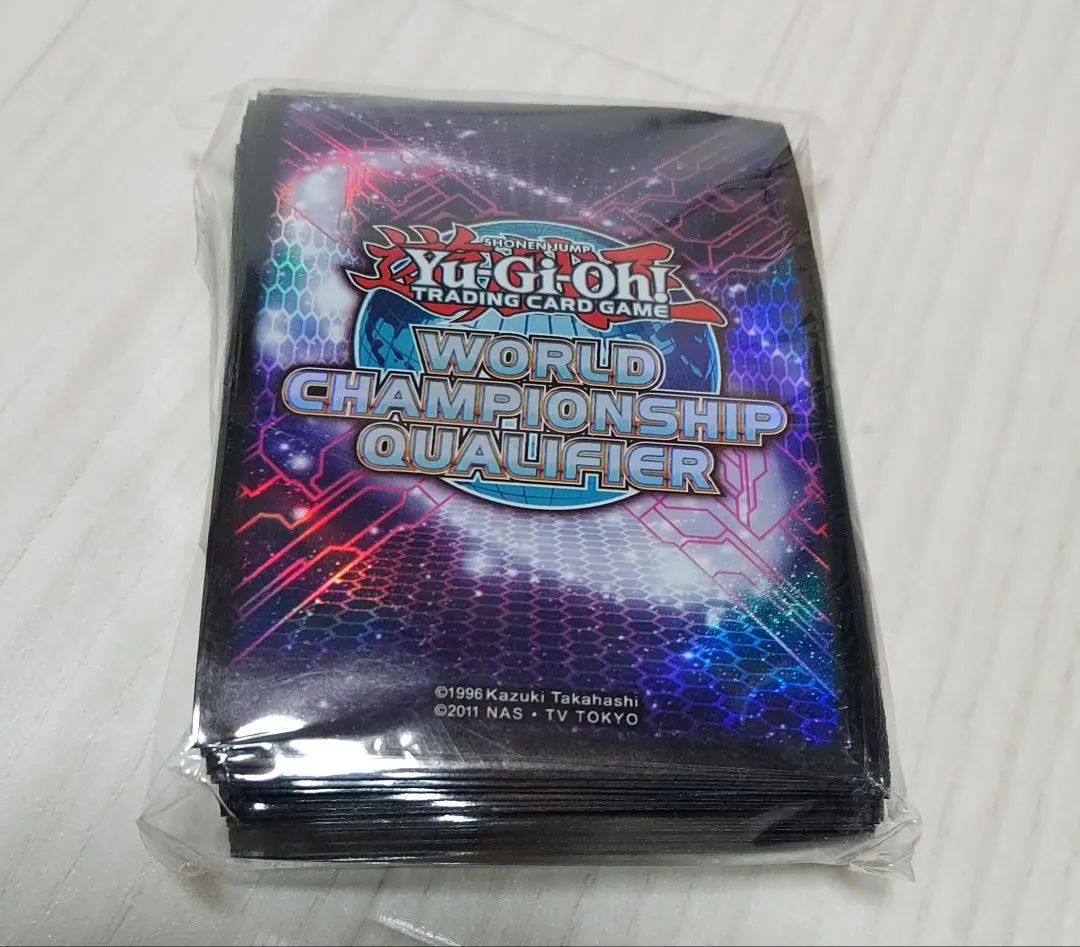 SHONEN JUMP
Yu-Gi-Oh!
TRADING CARD GAME
WORLD
CHAMPIONSHIP
QUALIFIER
©1996 Kazuki Takahashi
©2011 NAS • TV TOKYO